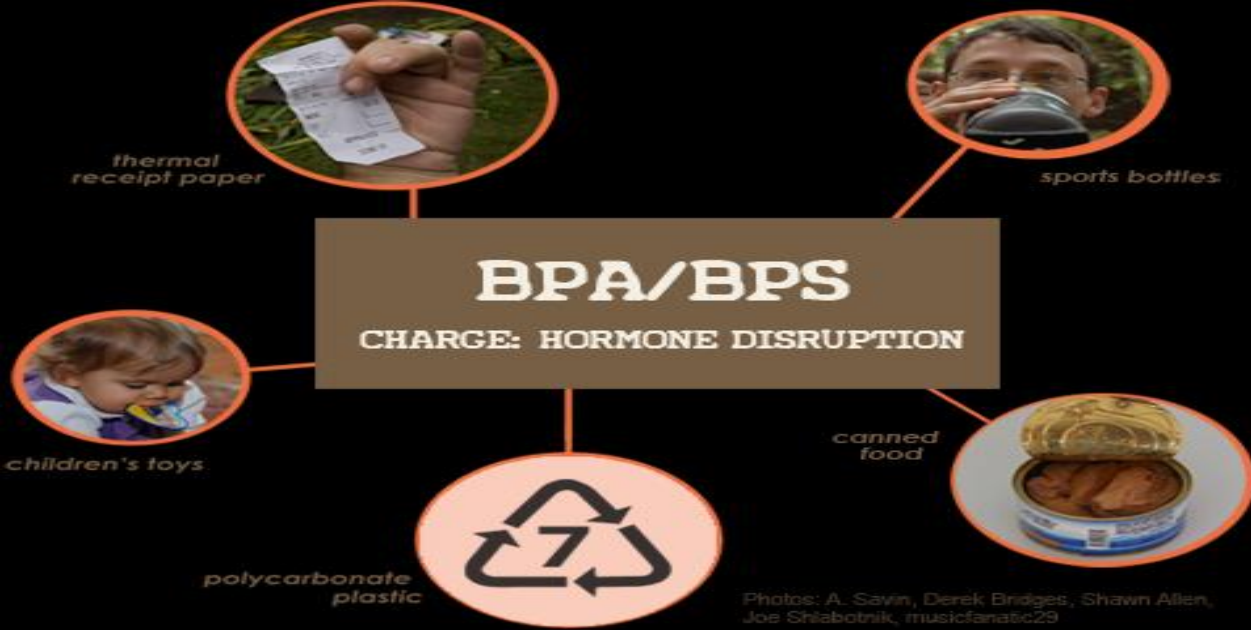 thermal
receipt paper
sports bottles
BPA/BPS
CHARGE: HORMONE DISRUPTION
children's toys
canned
food
7
polycarbonate
plastic
Photos: A. Savin, Derek Bridges, Shawn Allen,
Joe Shlabotnik, musicfanatic29